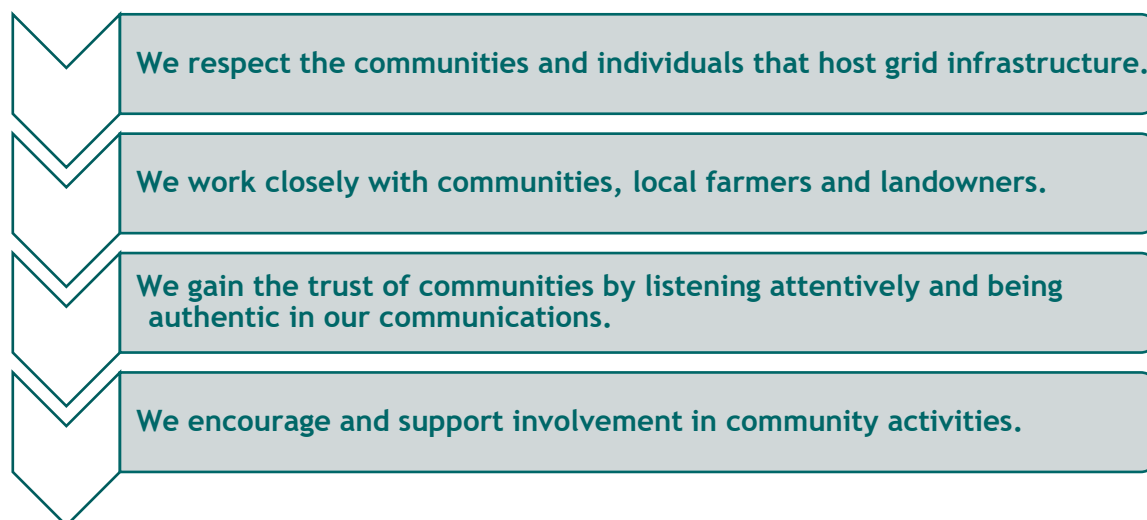 We respect the communities and individuals that host grid infrastructure.
We work closely with communities, local farmers and landowners.
We gain the trust of communities by listening attentively and being
authentic in our communications.
We encourage and support involvement in community activities.